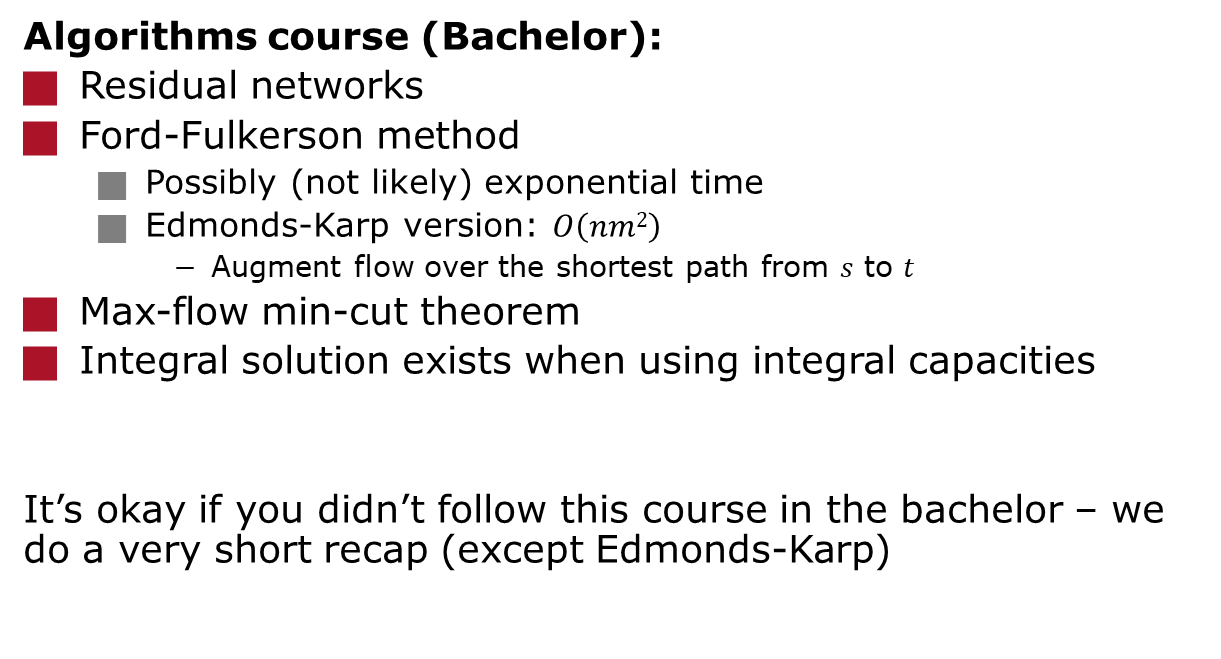 Algorithms course (Bachelor):
Residual networks
Ford-Fulkerson method
Possibly (not likely) exponential time
Edmonds-Karp version: O(nm²)
– Augment flow over the shortest path from s to t
Max-flow min-cut theorem
Integral solution exists when using integral capacities
It’s okay if you didn’t follow this course in the bachelor – we
do a very short recap (except Edmonds-Karp)